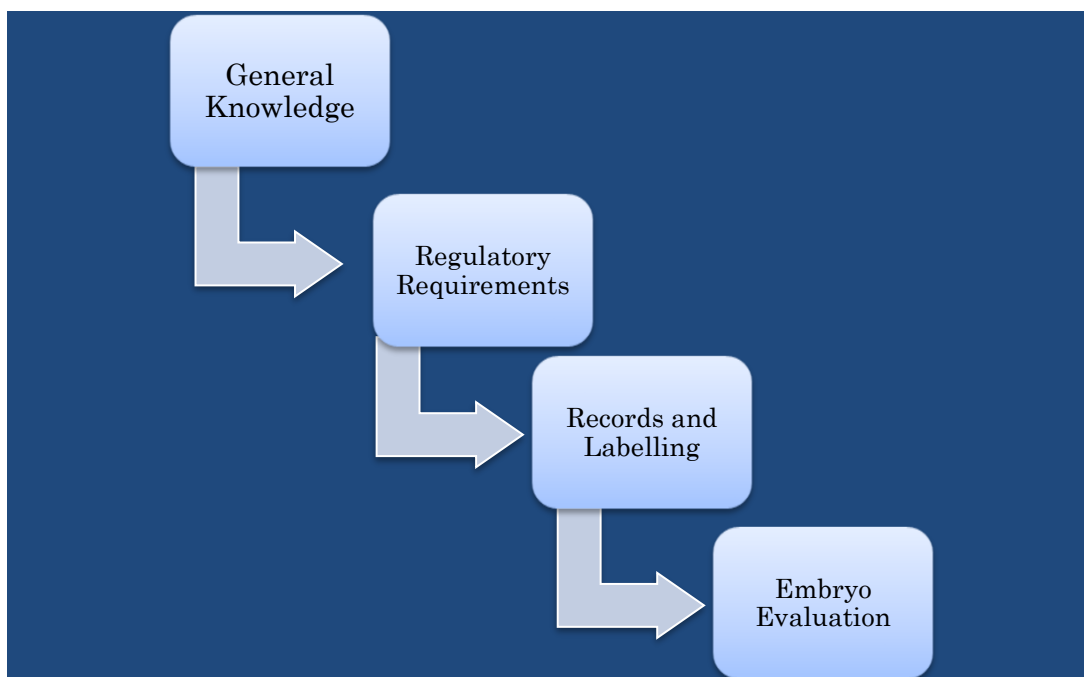 General
Knowledge
Regulatory
Requirements
Records and
Labelling
Embryo
Evaluation